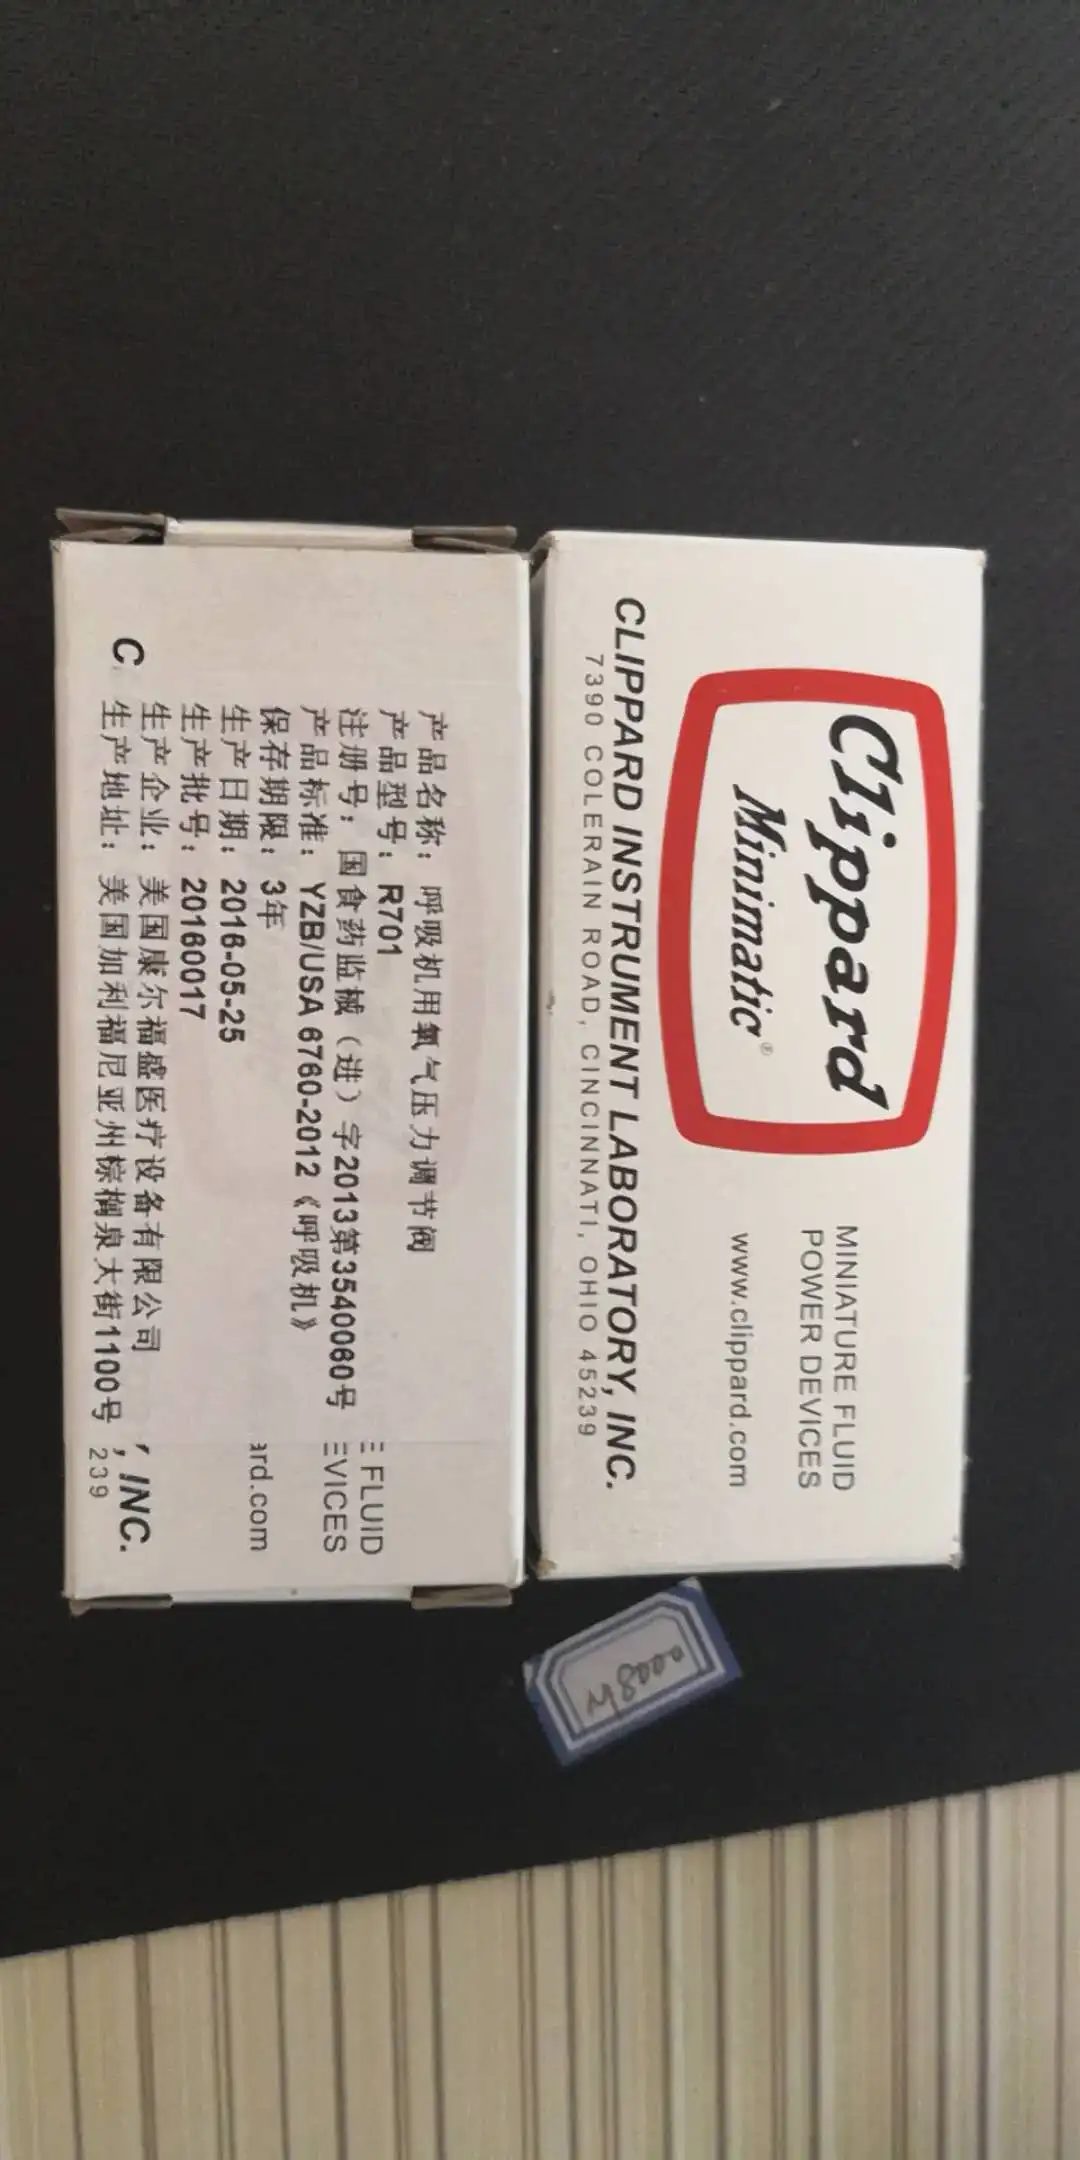 Clippard
Minimatic®
MINIATURE FLUID
POWER DEVICES
www.clippard.com
CLIPPARD INSTRUMENT LABORATORY, INC.
7390 COLERAIN ROAD, CINCINNATI, OHIO 45239
产品名称：呼吸机用氧气压力调节阀
产品型号：R701
注册号：国食药监械（进）字2013第3540060号
产品标准：YZB/USA 6760-2012《呼吸机》
保存期限：3年
生产日期：2016-05-25
生产批号：20160017
生产企业：美国康尔福盛医疗设备有限公司
生产地址：美国加利福尼亚州棕榈泉大街1100号
FLUID
VICES
ard.com
C
, INC.
239